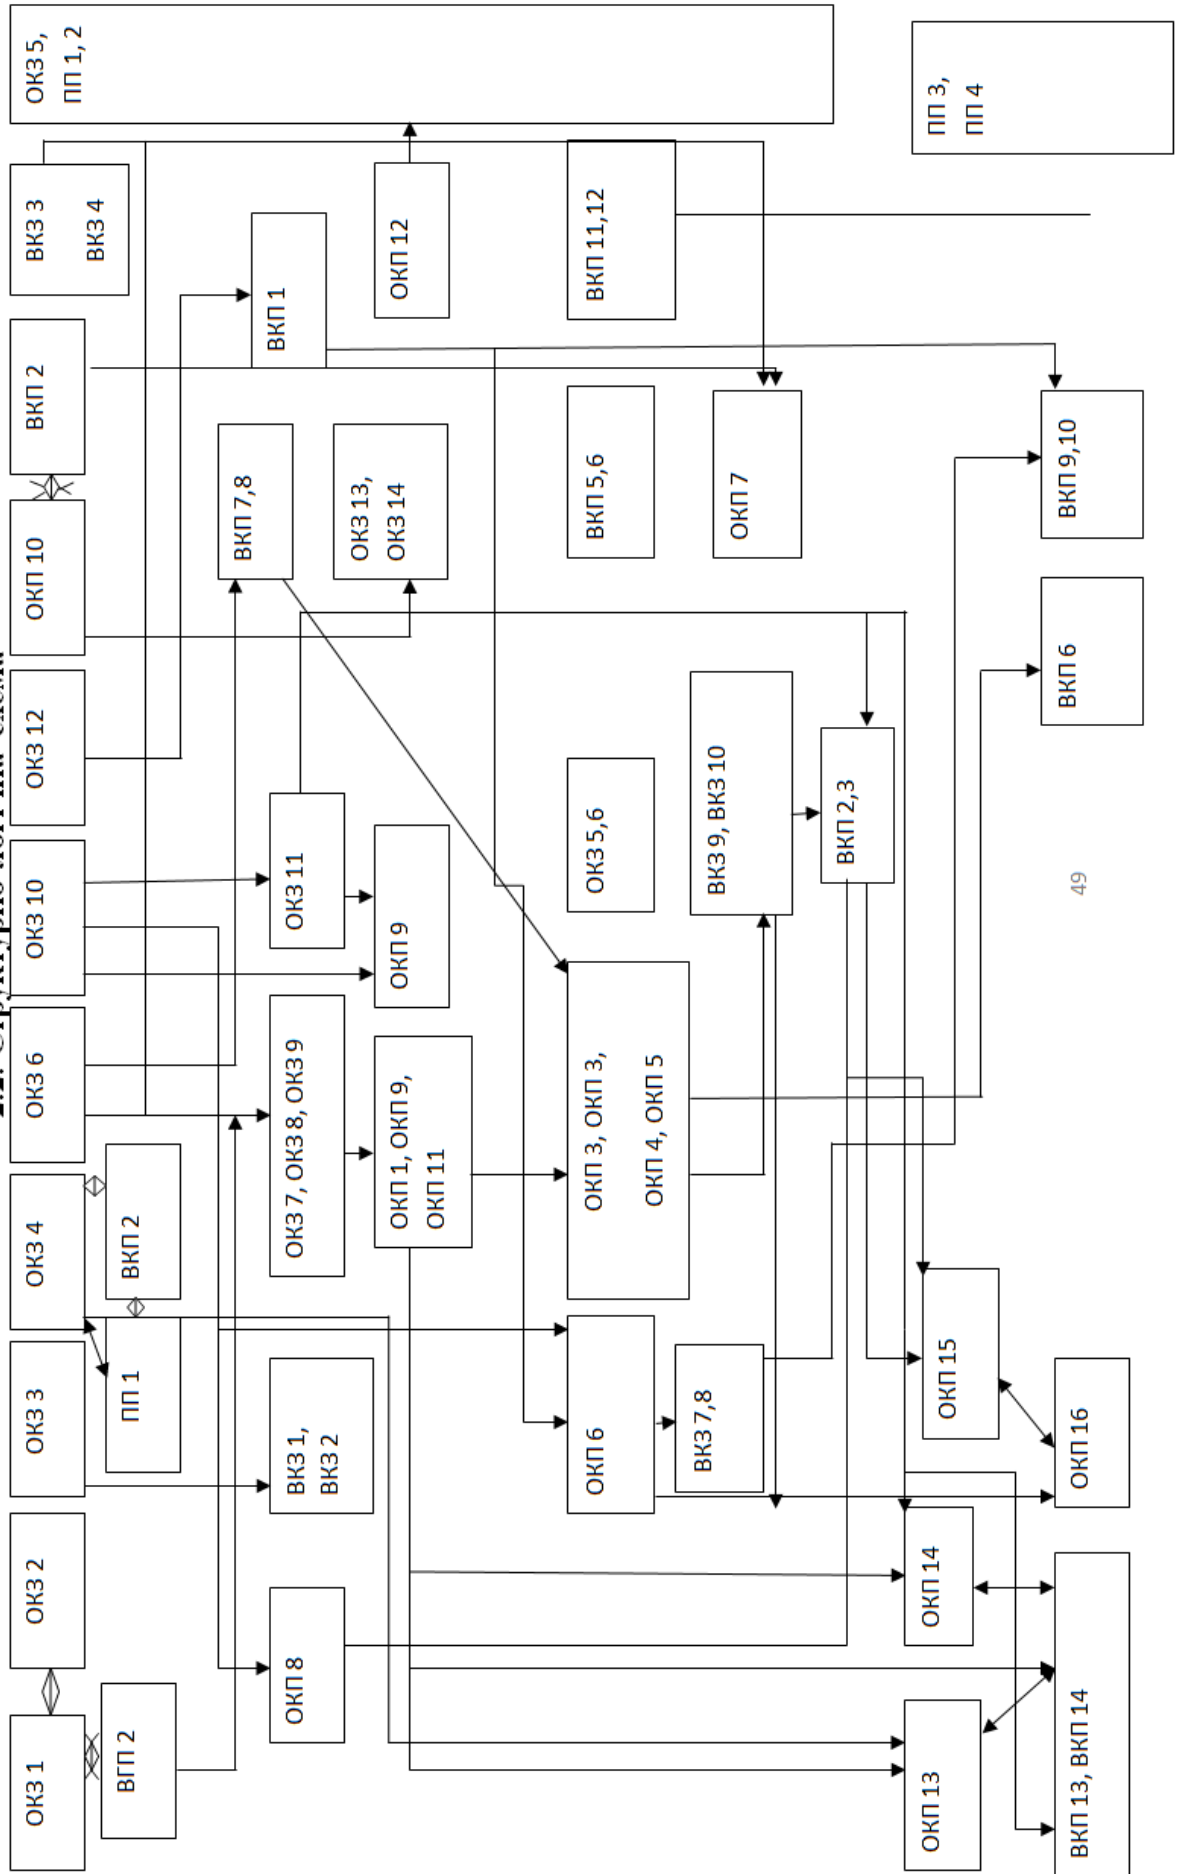 ОКЗ 1
ОКЗ 2
ОКЗ 3
ОКЗ 4
ОКЗ 6
ОКЗ 10
ОКЗ 12
ОКП 10
ВКП 2
ВКЗ 3
ВКЗ 4
ОКЗ 5,
ПП 1, 2
ВГП 2
ПП 1
ВКП 2
ОКП 8
ВКЗ 1,
ВКЗ 2
ОКЗ 7, ОКЗ 8, ОКЗ 9
ОКЗ 11
ВКП 7,8
ВКП 1
ОКП 1, ОКП 9,
ОКП 11
ОКП 9
ОКЗ 13,
ОКЗ 14
ОКП 12
ОКП 6
ОКП 3, ОКП 3,
ОКП 4, ОКП 5
ОКЗ 5,6
ВКП 5,6
ВКП 11,12
ВКЗ 7,8
ВКЗ 9, ВКЗ 10
ОКП 7
ВКП 2,3
ОКП 13
ОКП 14
ОКП 15
ПП 3,
ПП 4
ВКП 13, ВКП 14
ОКП 16
ВКП 6
ВКП 9,10
49